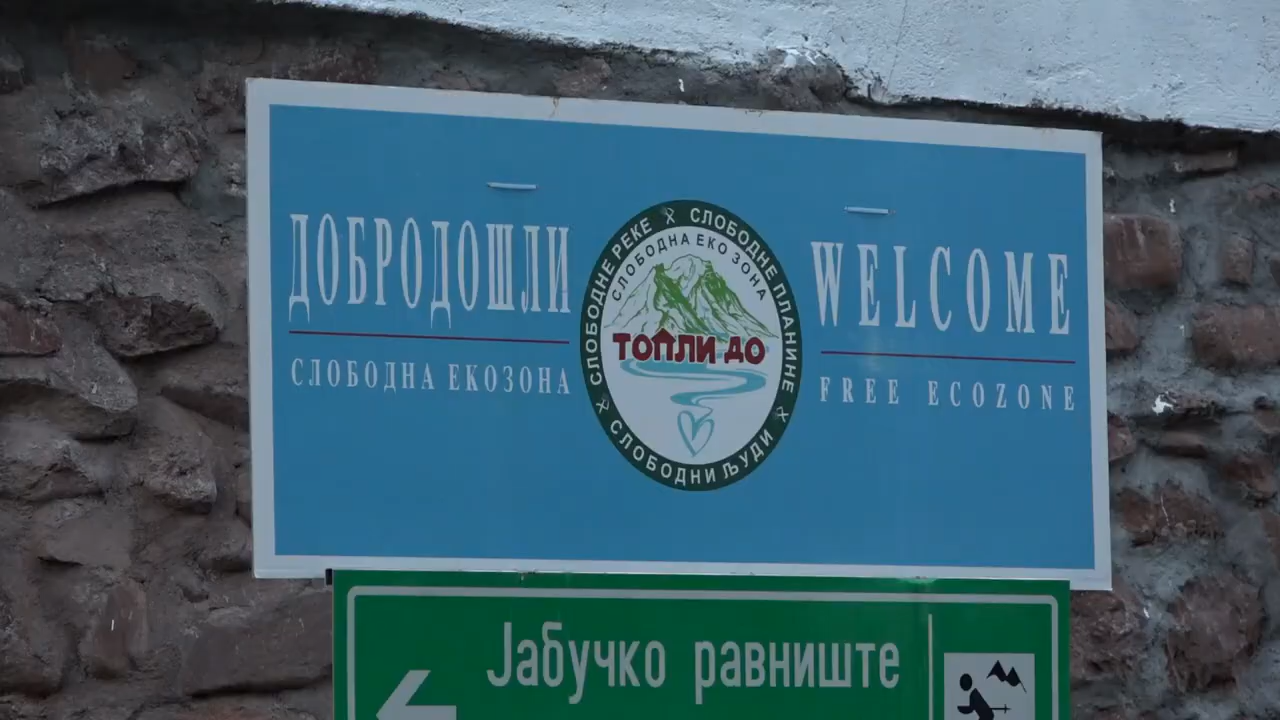 ДОБРОДОШЛИ
СЛОБОДНА ЕКОЗОНА
СЛОБОДНЕ РЕКЕ
СЛОБОДНЕ ПЛАНИНЕ
СЛОБОДНИ ЉУДИ
СЛОБОДНА ЕКО ЗОНА
ТОПЛИ ДО
WELCOME
FREE ECOZONE
Јабучко равниште